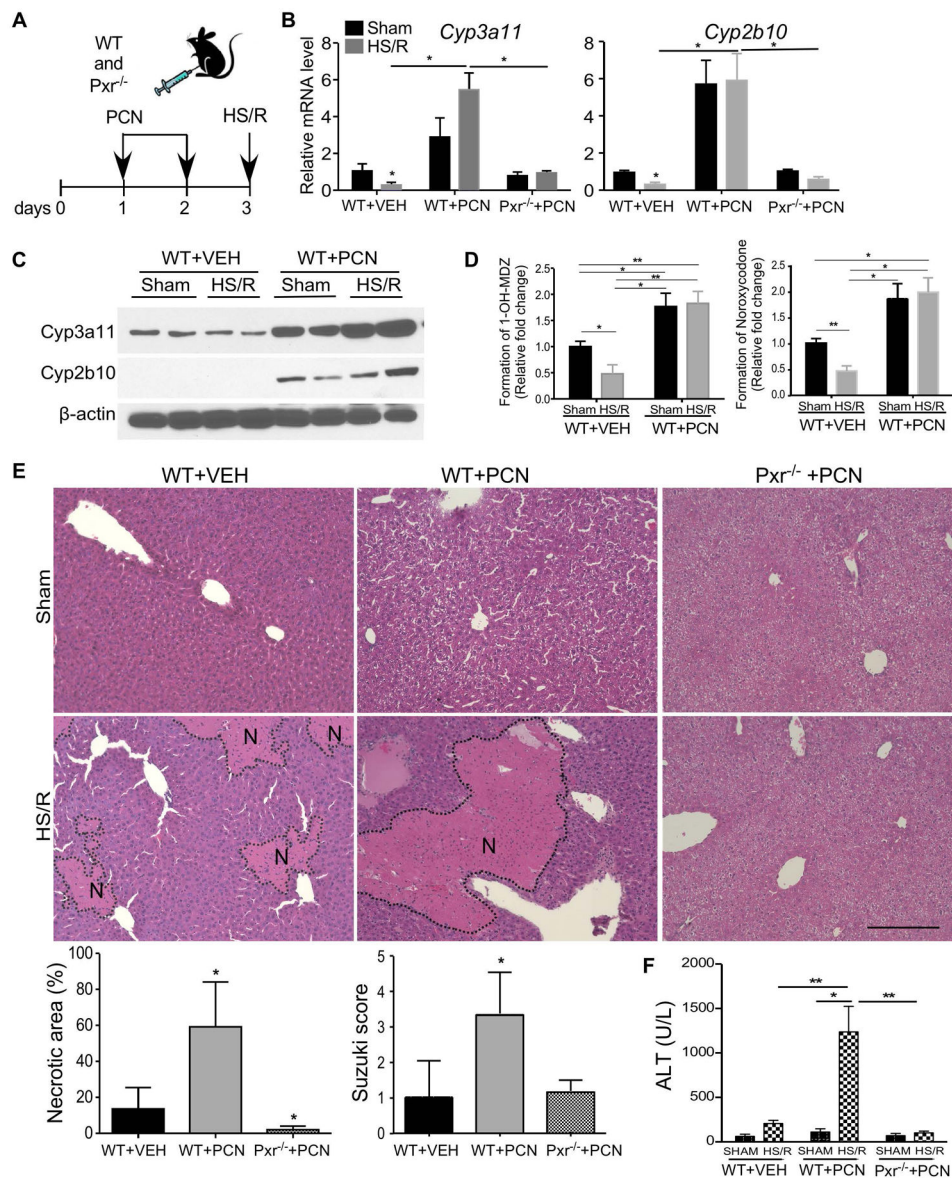 A
WT
and
Pxr-/-
PCN
HS/R
days 0 1 2 3
B
Sham
HS/R
Cyp3a11
Relative mRNA level
8
6
4
2
0
*
*
*
WT+VEH WT+PCN Pxr-/-+PCN
Cyp2b10
8
6
4
2
0
*
*
*
WT+VEH WT+PCN Pxr-/-+PCN
C
WT+VEH WT+PCN
Sham HS/R Sham HS/R
Cyp3a11
Cyp2b10
β-actin
D
Formation of 1-OH-MDZ
(Relative fold change)
2.5
2.0
1.5
1.0
0.5
0.0
**
*
**
*
*
Sham HS/R Sham HS/R
WT+VEH WT+PCN
Formation of Noroxycodone
(Relative fold change)
2.5
2.0
1.5
1.0
0.5
0.0
*
*
*
**
Sham HS/R Sham HS/R
WT+VEH WT+PCN
E
WT+VEH WT+PCN Pxr-/- +PCN
Sham
HS/R
N
N
N
N
N
Necrotic area (%)
100
80
60
40
20
0
*
*
WT+VEH WT+PCN Pxr-/-+PCN
Suzuki score
5
4
3
2
1
0
*
WT+VEH WT+PCN Pxr-/-+PCN
F
ALT (U/L)
2000
1500
1000
500
0
**
*
**
SHAM HS/R SHAM HS/R SHAM HS/R
WT+VEH WT+PCN Pxr-/-+PCN